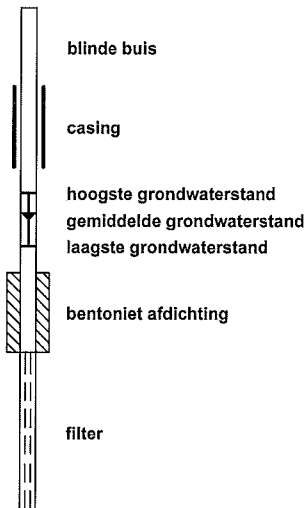 blinde buis
casing
hoogste grondwaterstand
gemiddelde grondwaterstand
laagste grondwaterstand
bentoniet afdichting
filter